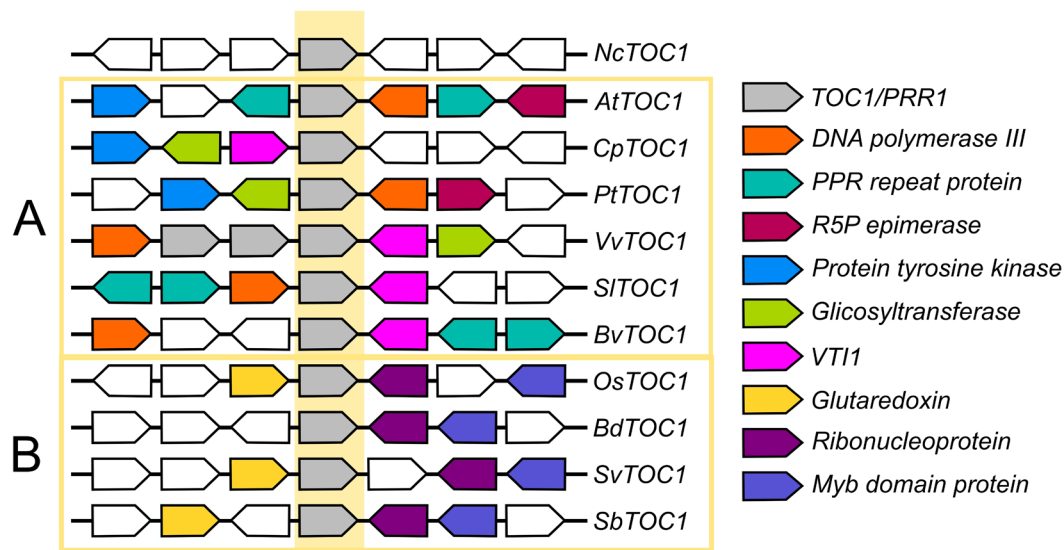 NcTOC1
A
AtTOC1
CpTOC1
PtTOC1
VvTOC1
SlTOC1
BvTOC1
B
OsTOC1
BdTOC1
SvTOC1
SbTOC1
TOC1/PRR1
DNA polymerase III
PPR repeat protein
R5P epimerase
Protein tyrosine kinase
Glicosyltransferase
VTI1
Glutaredoxin
Ribonucleoprotein
Myb domain protein